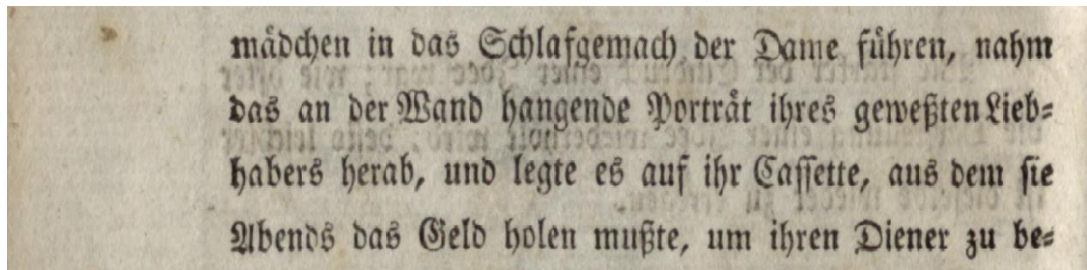 mädchen in das Schlafgemach der Dame führen, nahm
das an der Wand hangende Porträt ihres geweßten Lieb-
habers herab, und legte es auf ihr Cassette, aus dem sie
Abends das Geld holen mußte, um ihren Diener zu be-